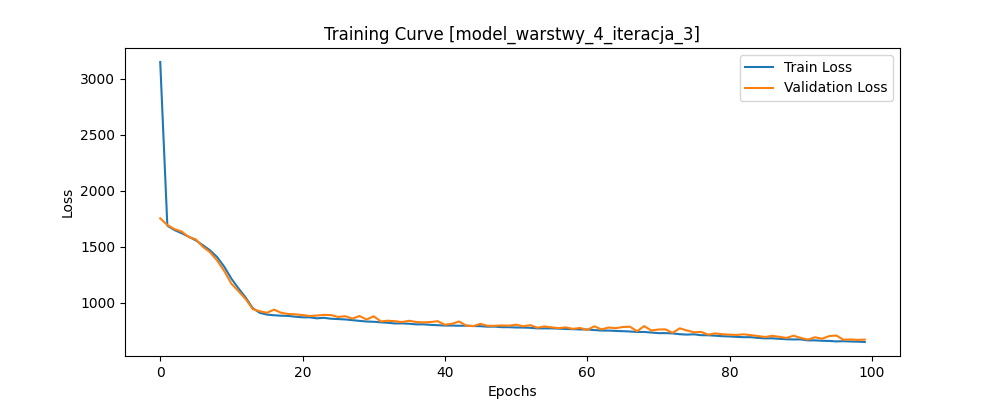 Training Curve [model_warstwy_4_iteracja_3]
Train Loss
Validation Loss
3000
2500
2000
1500
1000
Loss
0
20
40
60
80
100
Epochs